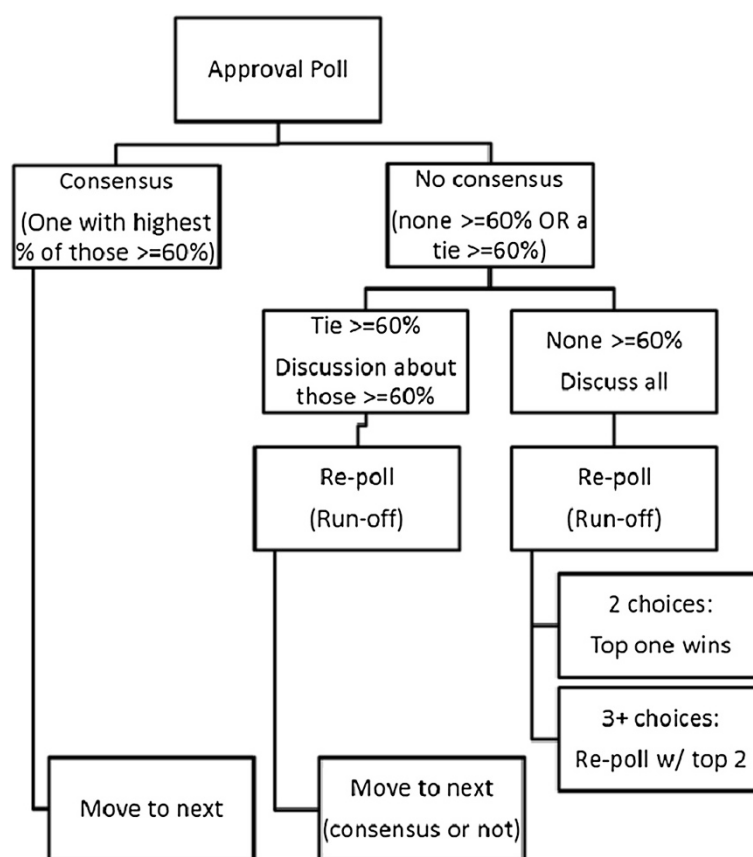 Approval Poll
Consensus
(One with highest
% of those >=60%)
No consensus
(none >=60% OR a
tie >=60%)
Tie >=60%
Discussion about
those >=60%
None >=60%
Discuss all
Re-poll
(Run-off)
Re-poll
(Run-off)
2 choices:
Top one wins
3+ choices:
Re-poll w/ top 2
Move to next
Move to next
(consensus or not)